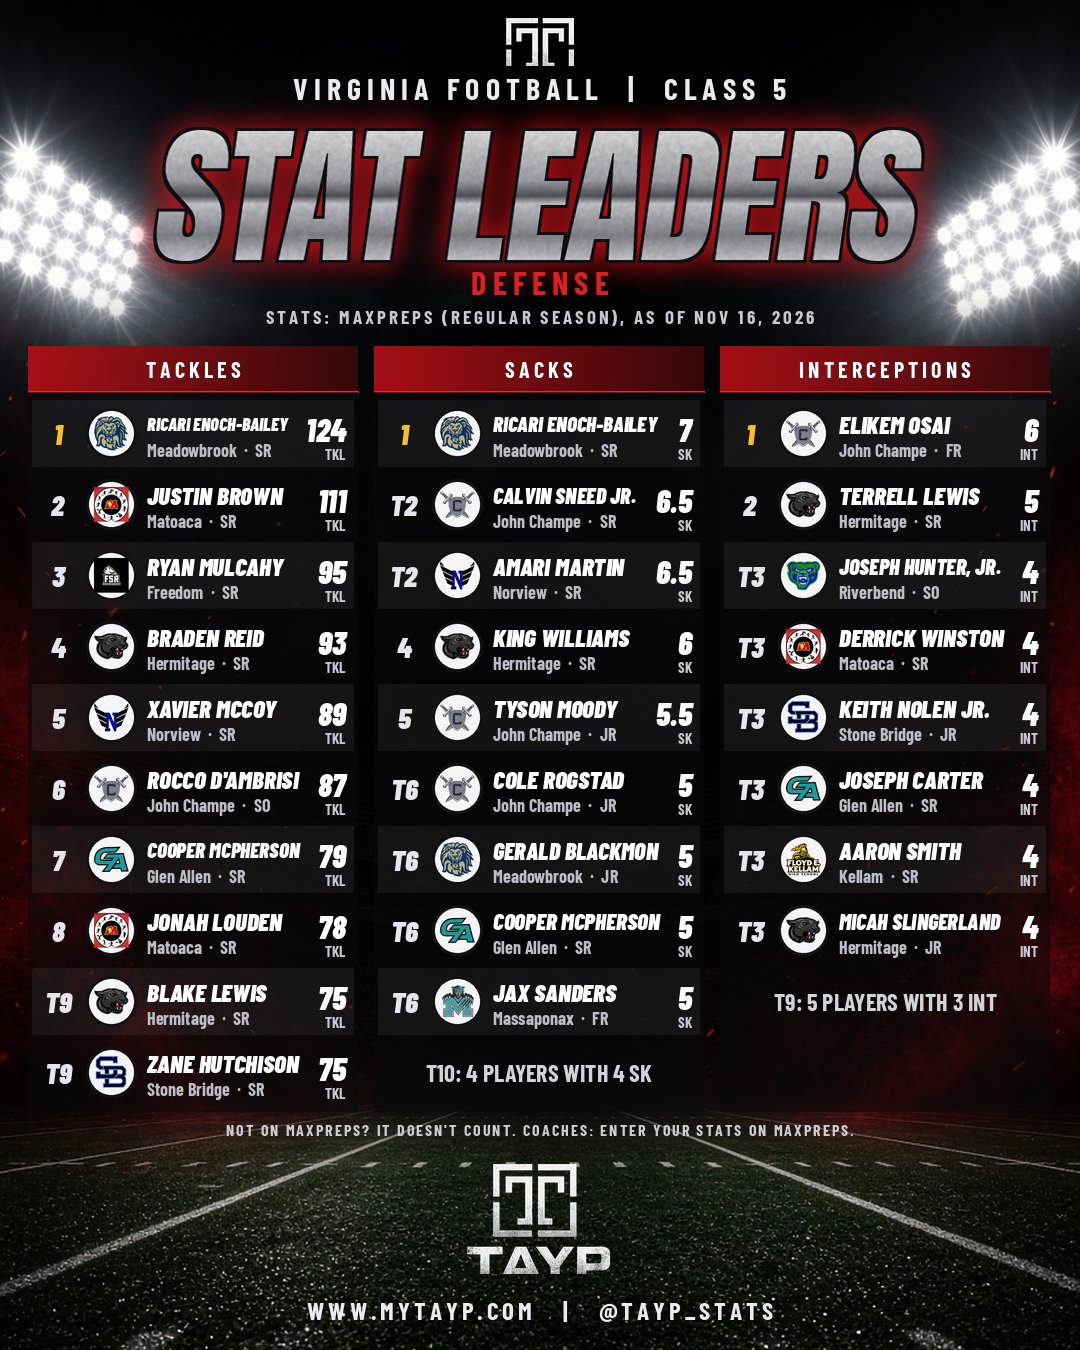 VIRGINIA FOOTBALL | CLASS 5
STAT LEADERS
DEFENSE
STATS: MAXPREPS (REGULAR SEASON), AS OF NOV 16, 2026
TACKLES
1 RICARI ENOCH-BAILEY 124
Meadowbrook · SR TKL
2 JUSTIN BROWN 111
Matoaca · SR TKL
3 RYAN MULCAHY 95
FSR
Freedom · SR TKL
4 BRADEN REID 93
Hermitage · SR TKL
5 XAVIER MCCOY 89
N
Norview · SR TKL
6 ROCCO D'AMBRISI 87
C
John Champe · SO TKL
7 COOPER MCPHERSON 79
GA
Glen Allen · SR TKL
8 JONAH LOUDEN 78
Matoaca · SR TKL
T9 BLAKE LEWIS 75
Hermitage · SR TKL
T9 ZANE HUTCHISON 75
SB
Stone Bridge · SR TKL
SACKS
1 RICARI ENOCH-BAILEY 7
Meadowbrook · SR SK
T2 CALVIN SNEED JR. 6.5
C
John Champe · SR SK
T2 AMARI MARTIN 6.5
N
Norview · SR SK
4 KING WILLIAMS 6
Hermitage · SR SK
5 TYSON MOODY 5.5
C
John Champe · JR SK
T6 COLE ROGSTAD 5
C
John Champe · JR SK
T6 GERALD BLACKMON 5
Meadowbrook · JR SK
T6 COOPER MCPHERSON 5
GA
Glen Allen · SR SK
T6 JAX SANDERS 5
M
Massaponax · FR SK
T10: 4 PLAYERS WITH 4 SK
INTERCEPTIONS
1 ELIKEM OSAI 6
C
John Champe · FR INT
2 TERRELL LEWIS 5
Hermitage · SR INT
T3 JOSEPH HUNTER, JR. 4
Riverbend · SO INT
T3 DERRICK WINSTON 4
Matoaca · SR INT
T3 KEITH NOLEN JR. 4
SB
Stone Bridge · JR INT
T3 JOSEPH CARTER 4
GA
Glen Allen · SR INT
T3 AARON SMITH 4
FLOYD E. KELLAM
HIGH SCHOOL
Kellam · SR INT
T3 MICAH SLINGERLAND 4
Hermitage · JR INT
T9: 5 PLAYERS WITH 3 INT
NOT ON MAXPREPS? IT DOESN'T COUNT. COACHES: ENTER YOUR STATS ON MAXPREPS.
TAYP
WWW.MYTAYP.COM | @TAYP_STATS